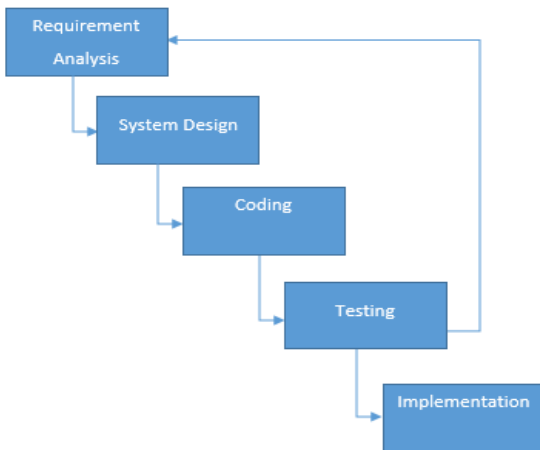 Requirement
Analysis
System Design
Coding
Testing
Implementation